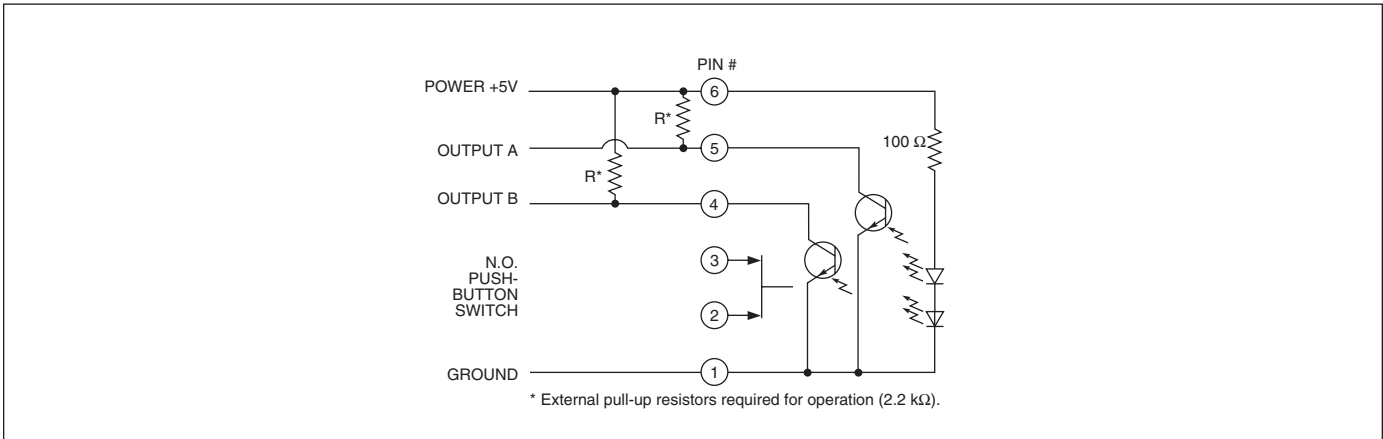 PIN #
POWER +5V
6
R*
100 Ω
OUTPUT A
5
R*
OUTPUT B
4
N.O.
PUSH-
BUTTON
SWITCH
3
2
GROUND
1
* External pull-up resistors required for operation (2.2 kΩ).